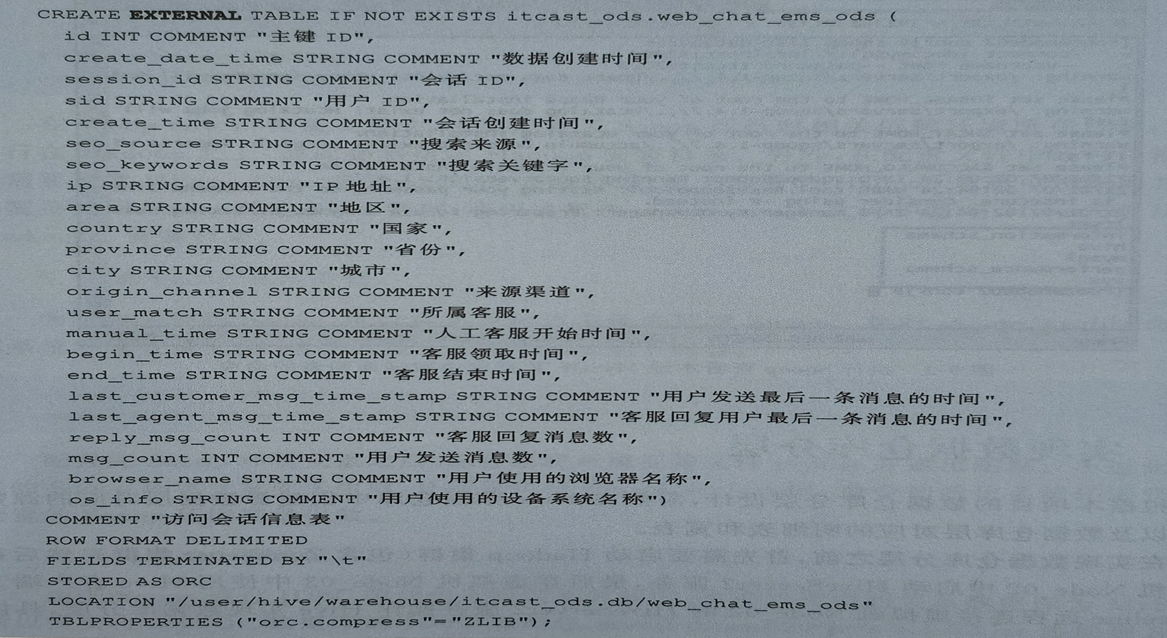 CREATE EXTERNAL TABLE IF NOT EXISTS itcast_ods.web_chat_ems_ods (
id INT COMMENT "主键 ID",
create_date_time STRING COMMENT "数据创建时间",
session_id STRING COMMENT "会话 ID",
sid STRING COMMENT "用户 ID",
create_time STRING COMMENT "会话创建时间",
seo_source STRING COMMENT "搜索来源",
seo_keywords STRING COMMENT "搜索关键字",
ip STRING COMMENT "IP 地址",
area STRING COMMENT "地区",
country STRING COMMENT "国家",
province STRING COMMENT "省份",
city STRING COMMENT "城市",
origin_channel STRING COMMENT "来源渠道",
user_match STRING COMMENT "所属客服",
manual_time STRING COMMENT "人工客服开始时间",
begin_time STRING COMMENT "客服领取时间",
end_time STRING COMMENT "客服结束时间",
last_customer_msg_time_stamp STRING COMMENT "用户发送最后一条消息的时间",
last_agent_msg_time_stamp STRING COMMENT "客服回复用户最后一条消息的时间",
reply_msg_count INT COMMENT "客服回复消息数",
msg_count INT COMMENT "用户发送消息数",
browser_name STRING COMMENT "用户使用的浏览器名称",
os_info STRING COMMENT "用户使用的设备系统名称")
COMMENT "访问会话信息表"
ROW FORMAT DELIMITED
FIELDS TERMINATED BY "\t"
STORED AS ORC
LOCATION "/user/hive/warehouse/itcast_ods.db/web_chat_ems_ods"
TBLPROPERTIES ("orc.compress"="ZLIB");